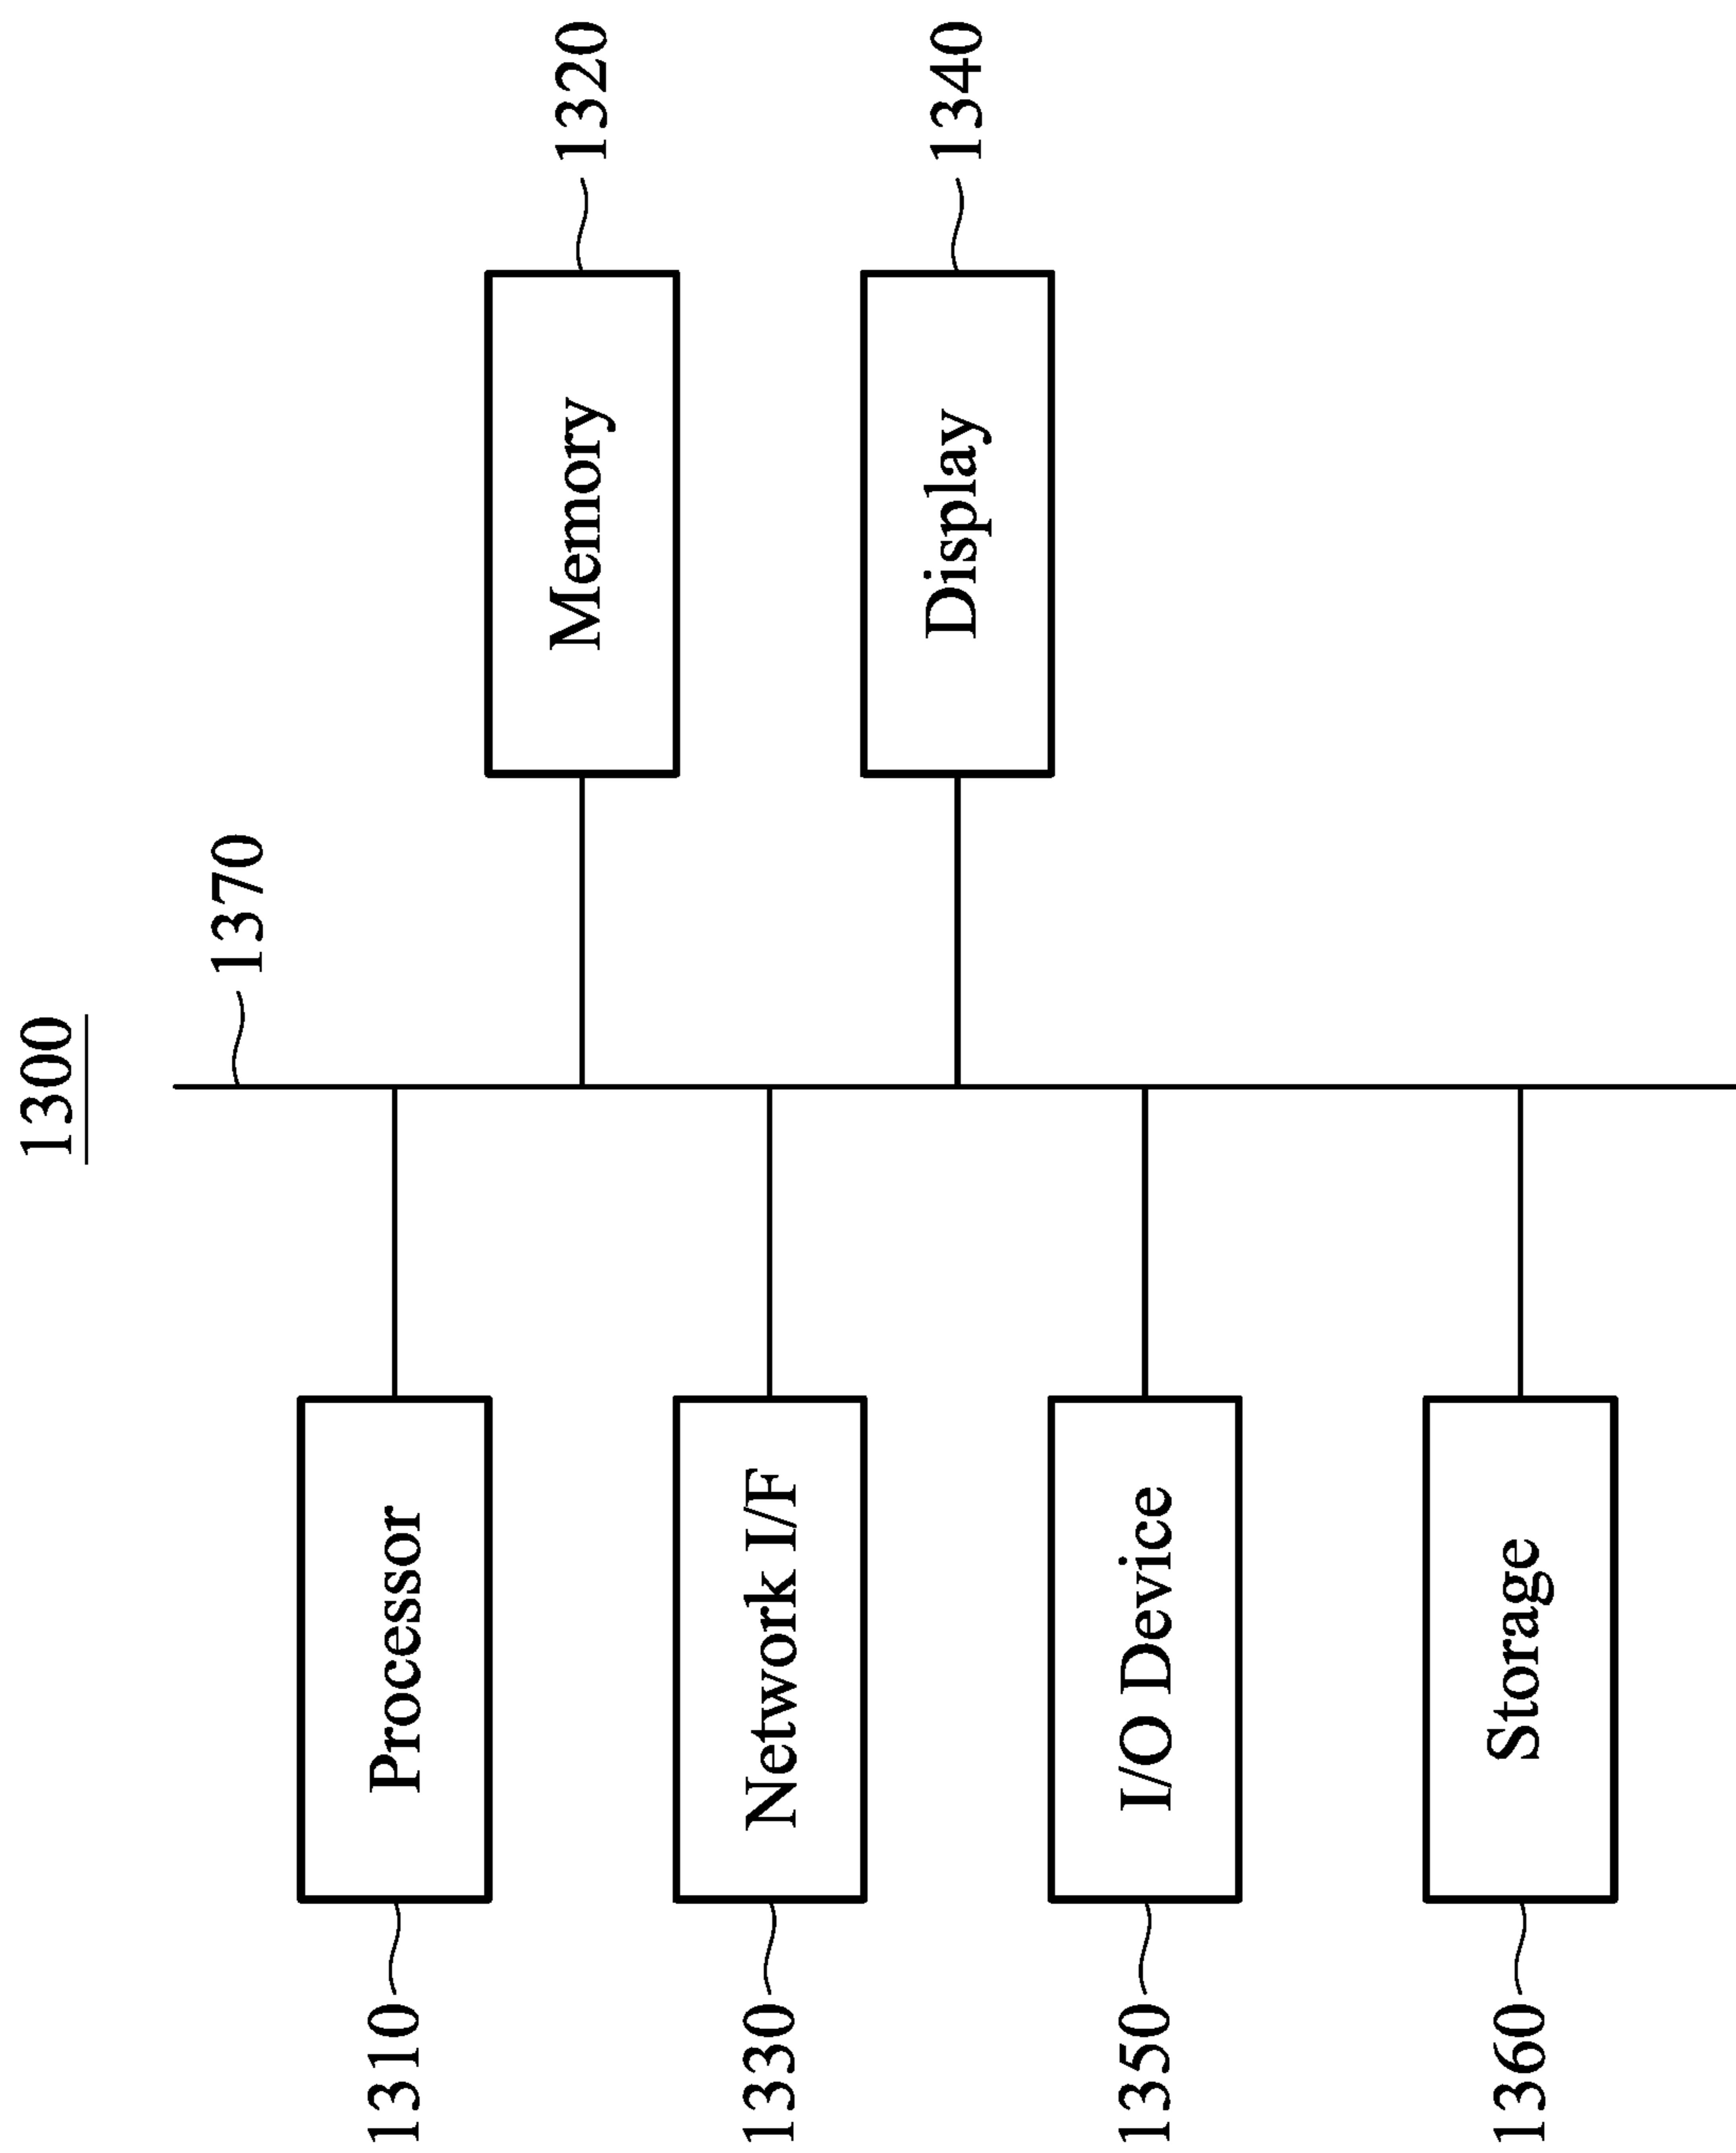 1300
1370
1310
Processor
Memory
1320
1330
Network I/F
Display
1340
1350
I/O Device
1360
Storage